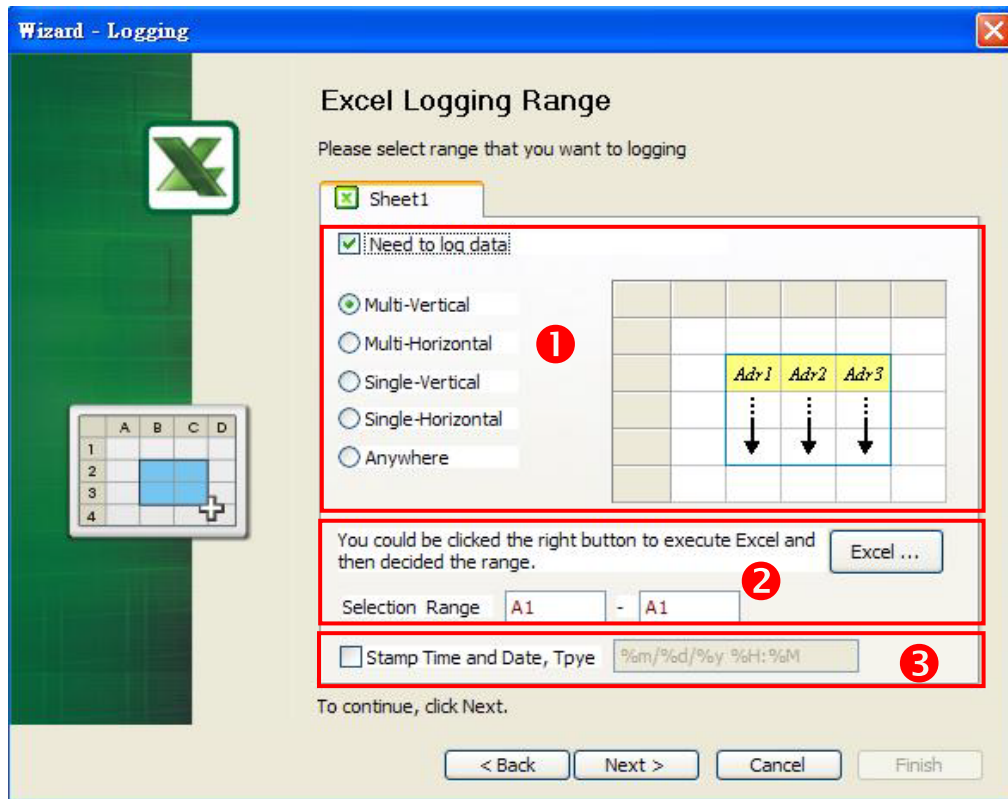 Wizard - Logging
Excel Logging Range
Please select range that you want to logging
Sheet1
Need to log data
Multi-Vertical
Multi-Horizontal
Single-Vertical
Single-Horizontal
Anywhere
1
Adr1 Adr2 Adr3
A B C D
1
2
3
4
You could be clicked the right button to execute Excel and
then decided the range.
Excel ...
2
Selection Range A1 - A1
Stamp Time and Date, Tpye %m/%d/%y %H:%M
3
To continue, click Next.
< Back Next > Cancel Finish